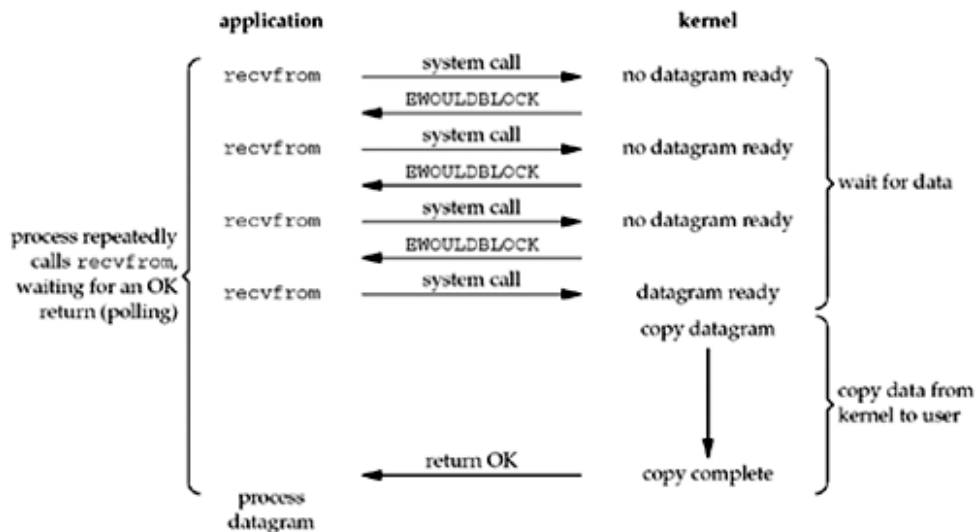 application kernel
recvfrom system call no datagram ready
EWOULDBLOCK
recvfrom system call no datagram ready
EWOULDBLOCK
wait for data
recvfrom system call no datagram ready
EWOULDBLOCK
recvfrom system call datagram ready
process repeatedly
calls recvfrom,
waiting for an OK
return (polling)
copy datagram
copy data from
kernel to user
return OK copy complete
process
datagram